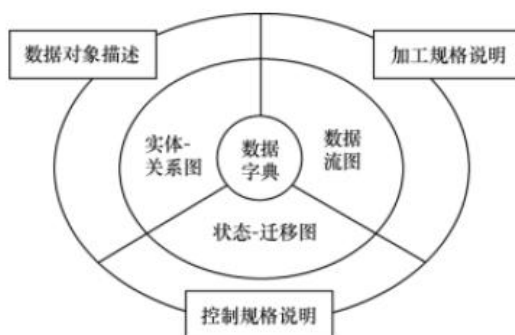 数据对象描述
加工规格说明
实体-
关系图
数据
字典
数据
流图
状态-迁移图
控制规格说明